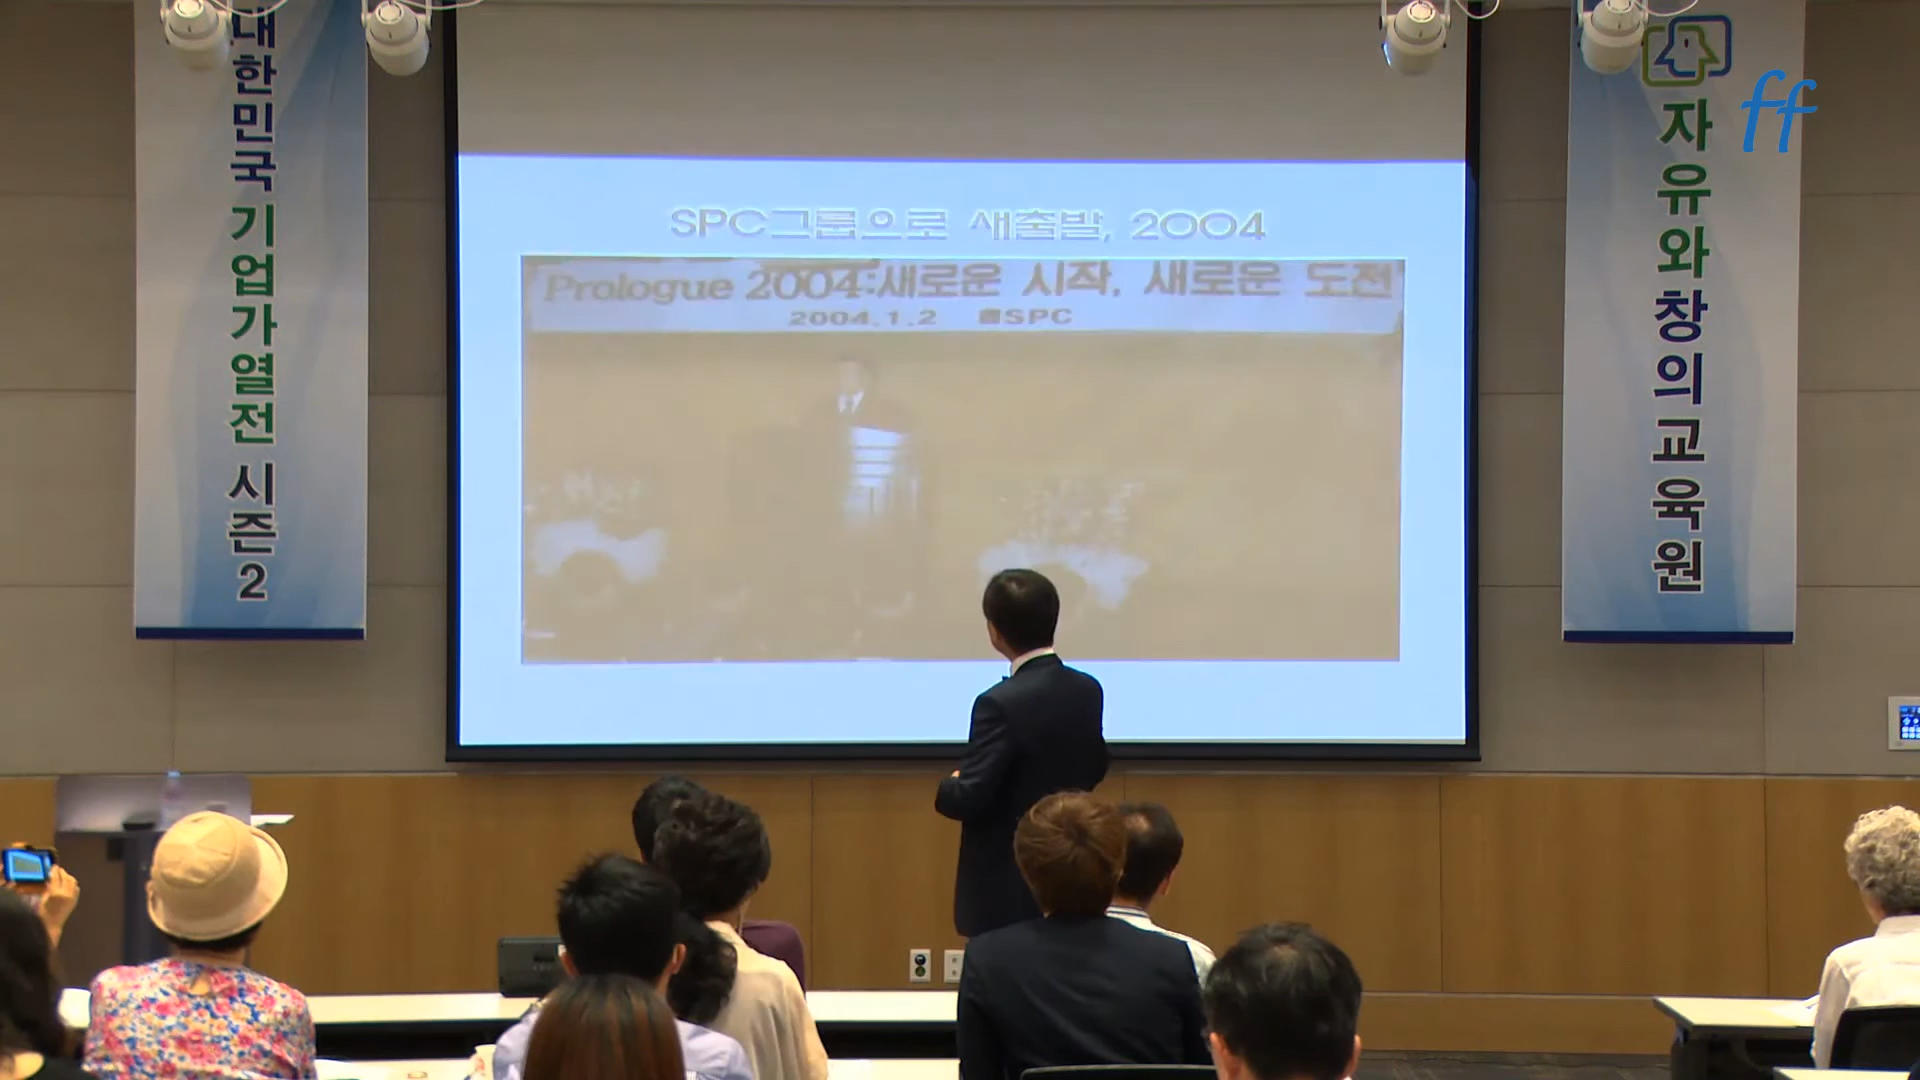 대한민국 기업가열전 시즌2
SPC그룹으로 새출발, 2004
Prologue 2004:새로운 시작, 새로운 도전
2004.1.2 ㈜SPC
자유와창의교육원
ff